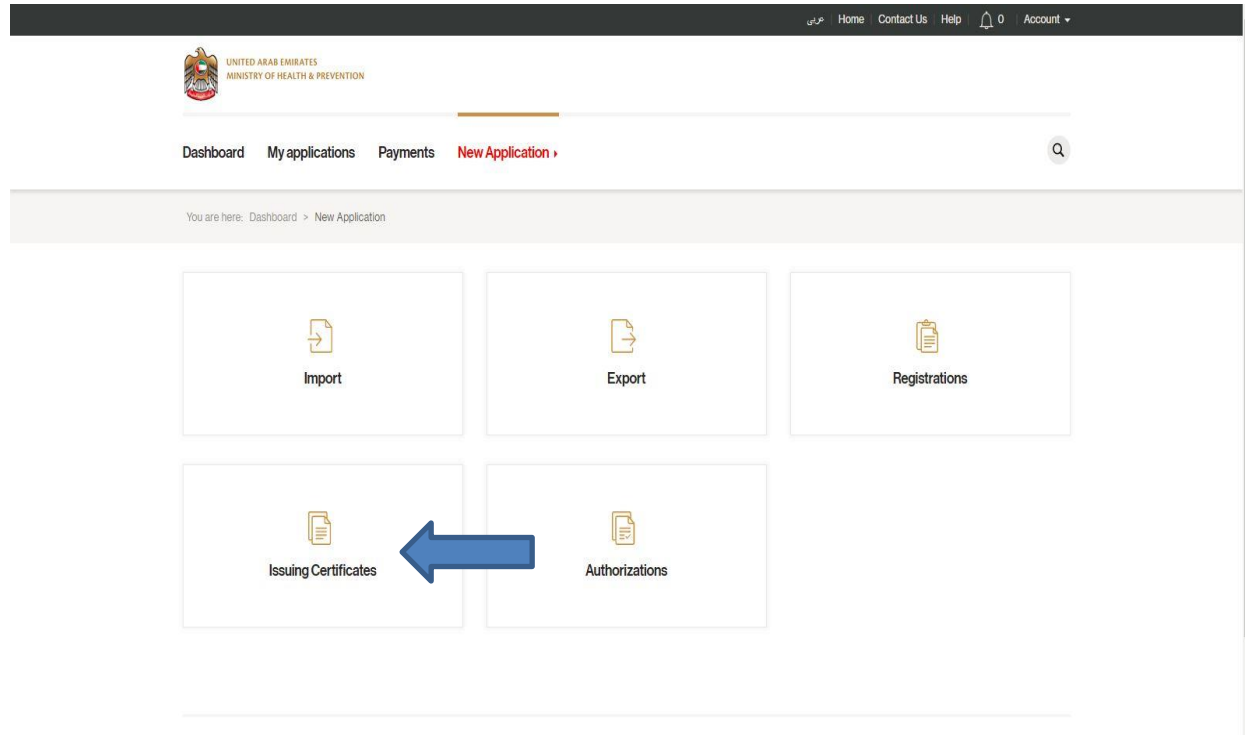 عربى Home Contact Us Help 0 Account
UNITED ARAB EMIRATES
MINISTRY OF HEALTH & PREVENTION
Dashboard My applications Payments New Application
You are here: Dashboard > New Application
Import Export Registrations
Issuing Certificates Authorizations